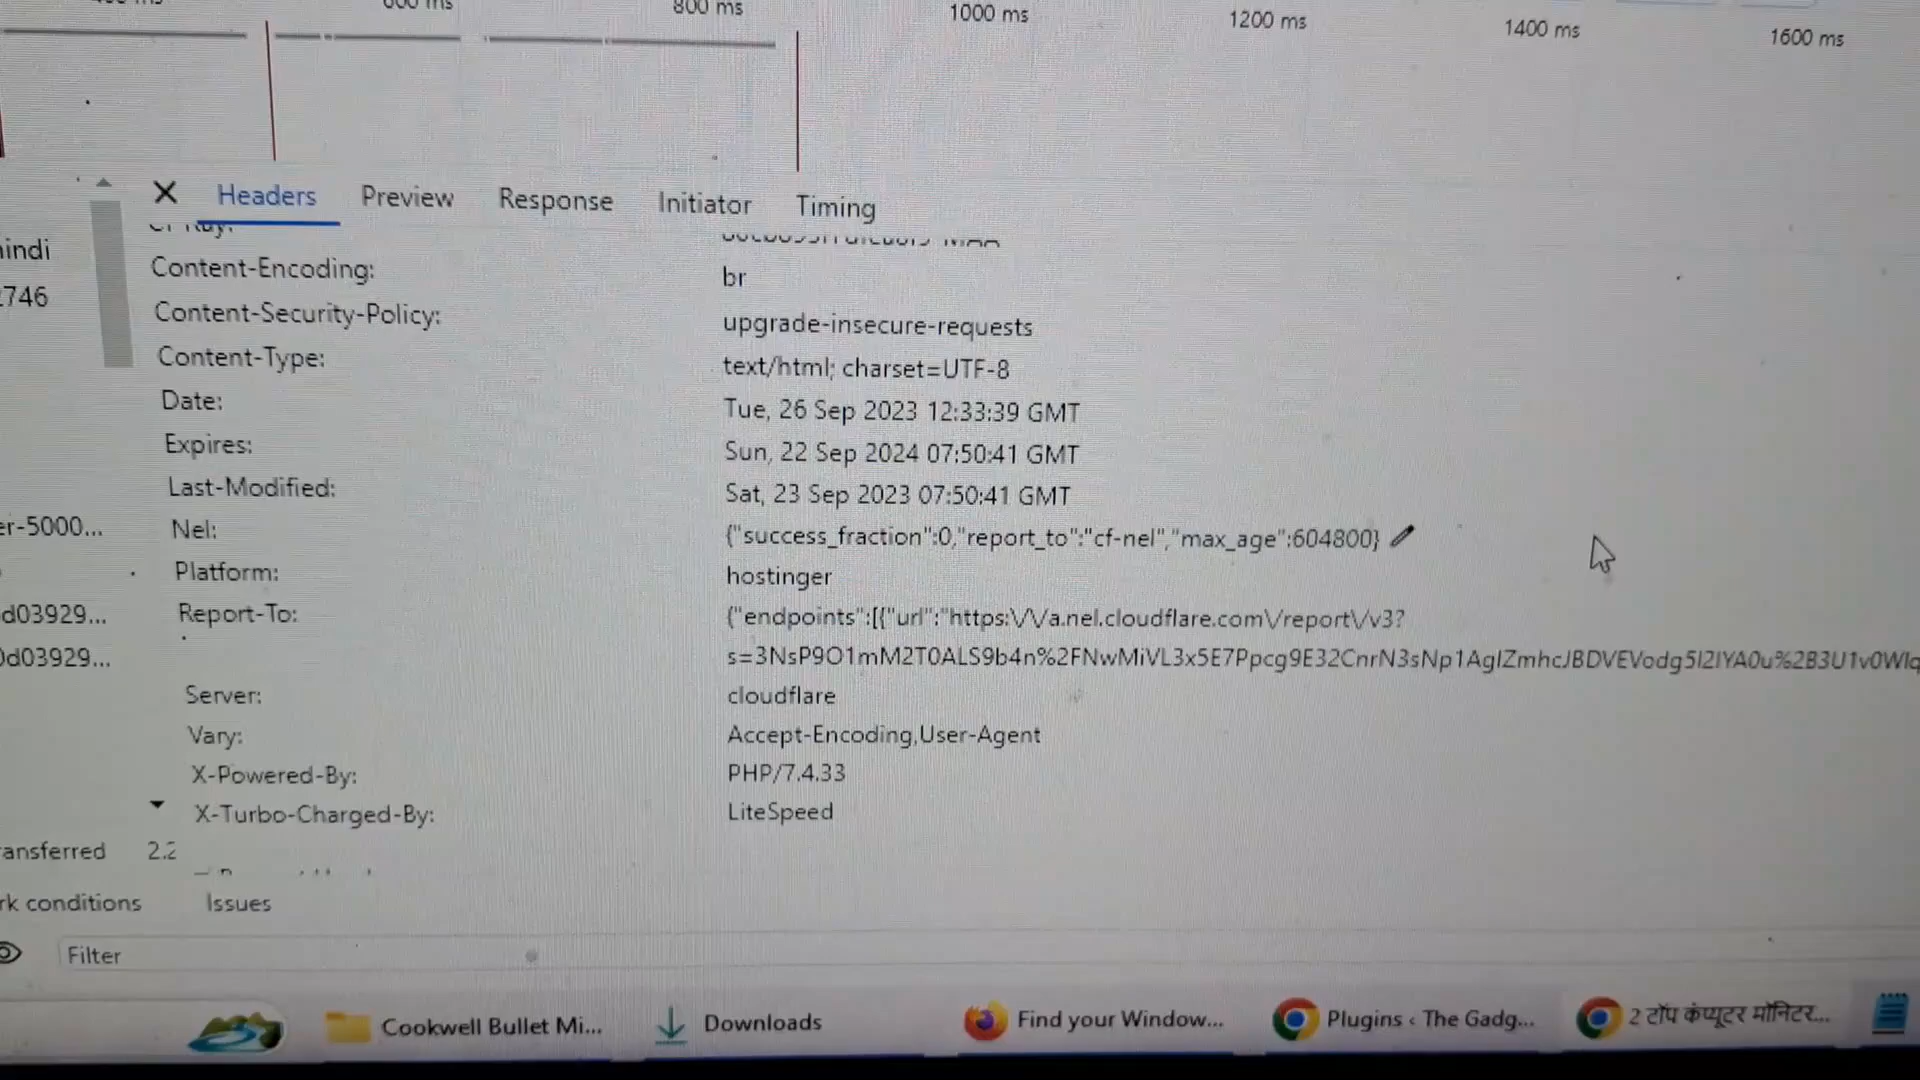 800 ms
1000 ms
1200 ms
1400 ms
1600 ms
Headers Preview Response Initiator Timing
Content-Encoding: br
Content-Security-Policy: upgrade-insecure-requests
746
Content-Type: text/html; charset=UTF-8
Date: Tue, 26 Sep 2023 12:33:39 GMT
Expires: Sun, 22 Sep 2024 07:50:41 GMT
Last-Modified: Sat, 23 Sep 2023 07:50:41 GMT
er-5000... Nel: {"success_fraction":0,"report_to":"cf-nel","max_age":604800}
Platform: hostinger
d03929... Report-To: {"endpoints":[{"url":"https:\/\/a.nel.cloudflare.com\/report\/v3?
0d03929...
Server: cloudflare
Vary: Accept-Encoding,User-Agent
X-Powered-By: PHP/7.4.33
X-Turbo-Charged-By: LiteSpeed
ansferred 2.2
rk conditions Issues
Filter
Cookwell Bullet Mi... Downloads Find your Window... Plugins ‹ The Gadg... 2 टॉप कंप्यूटर मॉनिटर...